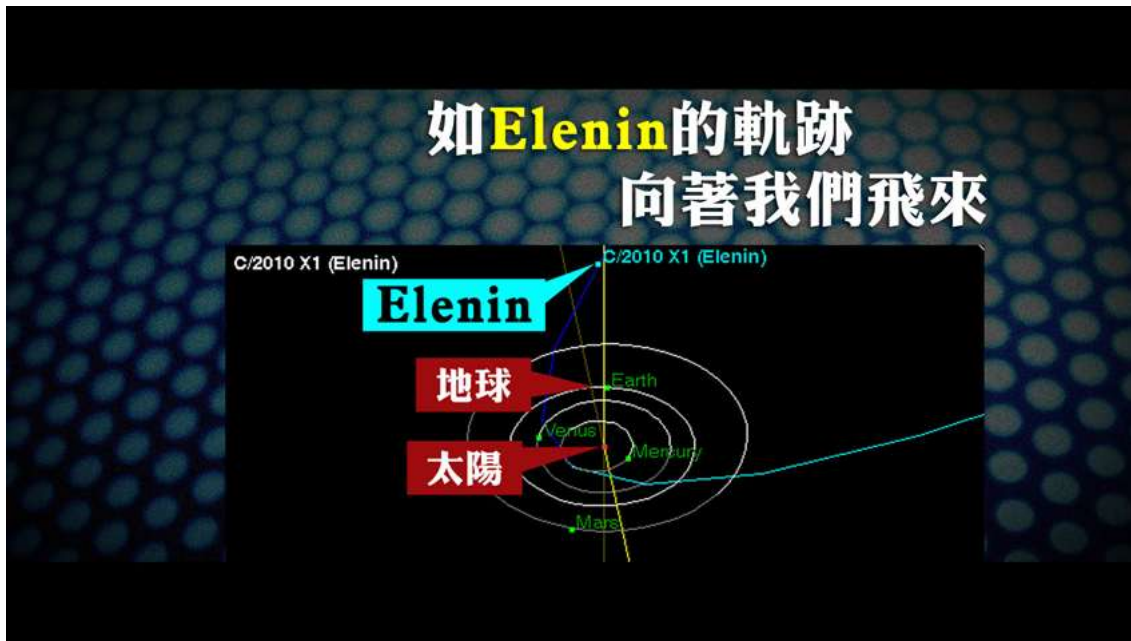 如Elenin的軌跡
向著我們飛來
C/2010 X1 (Elenin)
C/2010 X1 (Elenin)
Elenin
地球
Earth
Venus
Mercury
太陽
Mars